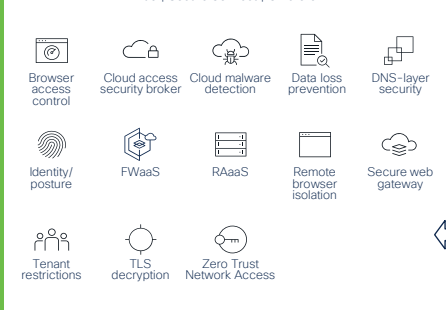 Browser
access
control
Cloud access
security broker
Cloud malware
detection
Data loss
prevention
DNS-layer
security
Identity/
posture
FWaaS
RAaaS
Remote
browser
isolation
Secure web
gateway
Tenant
restrictions
TLS
decryption
Zero Trust
Network Access